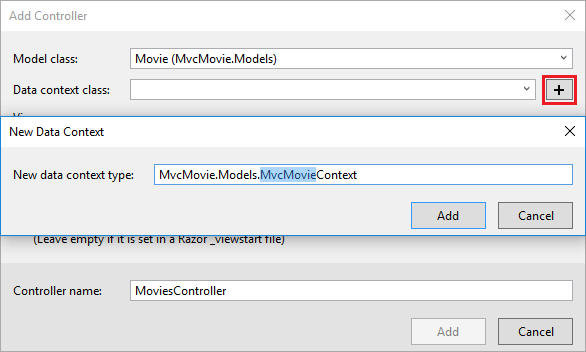 Add Controller
Model class: Movie (MvcMovie.Models)
Data context class: +
New Data Context
New data context type: MvcMovie.Models.MvcMovieContext
Add Cancel
(Leave empty if it is set in a Razor _viewstart file)
Controller name: MoviesController
Add Cancel